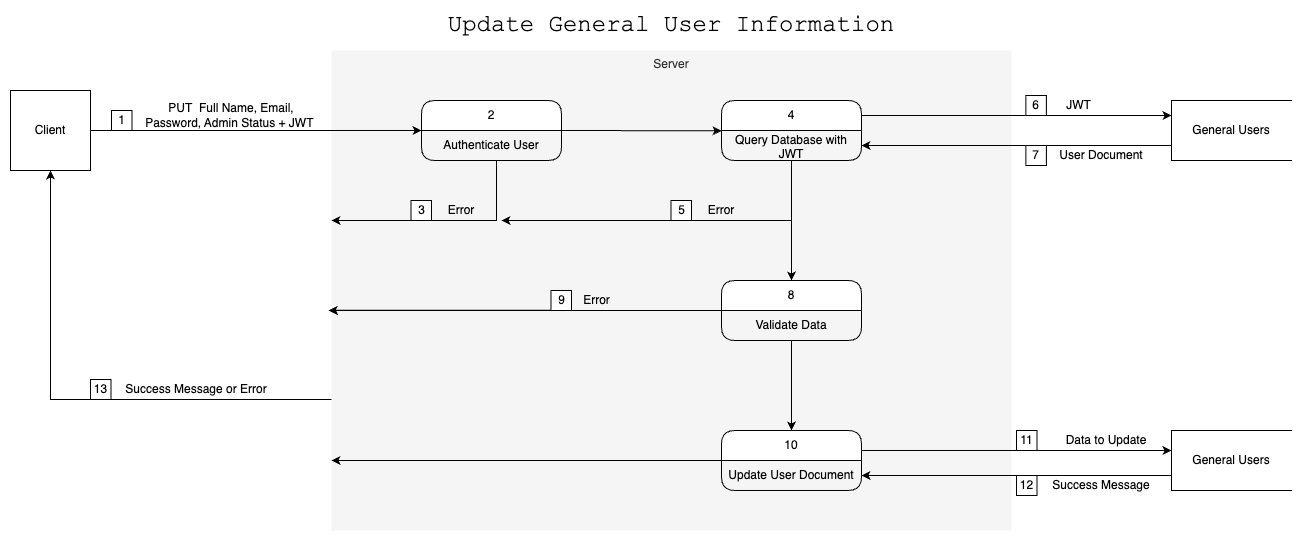 Update General User Information
Server
Client
1
PUT Full Name, Email,
Password, Admin Status + JWT
2
Authenticate User
4
Query Database with
JWT
6
JWT
7
User Document
General Users
3
Error
5
Error
9
Error
8
Validate Data
13
Success Message or Error
10
Update User Document
11
Data to Update
12
Success Message
General Users